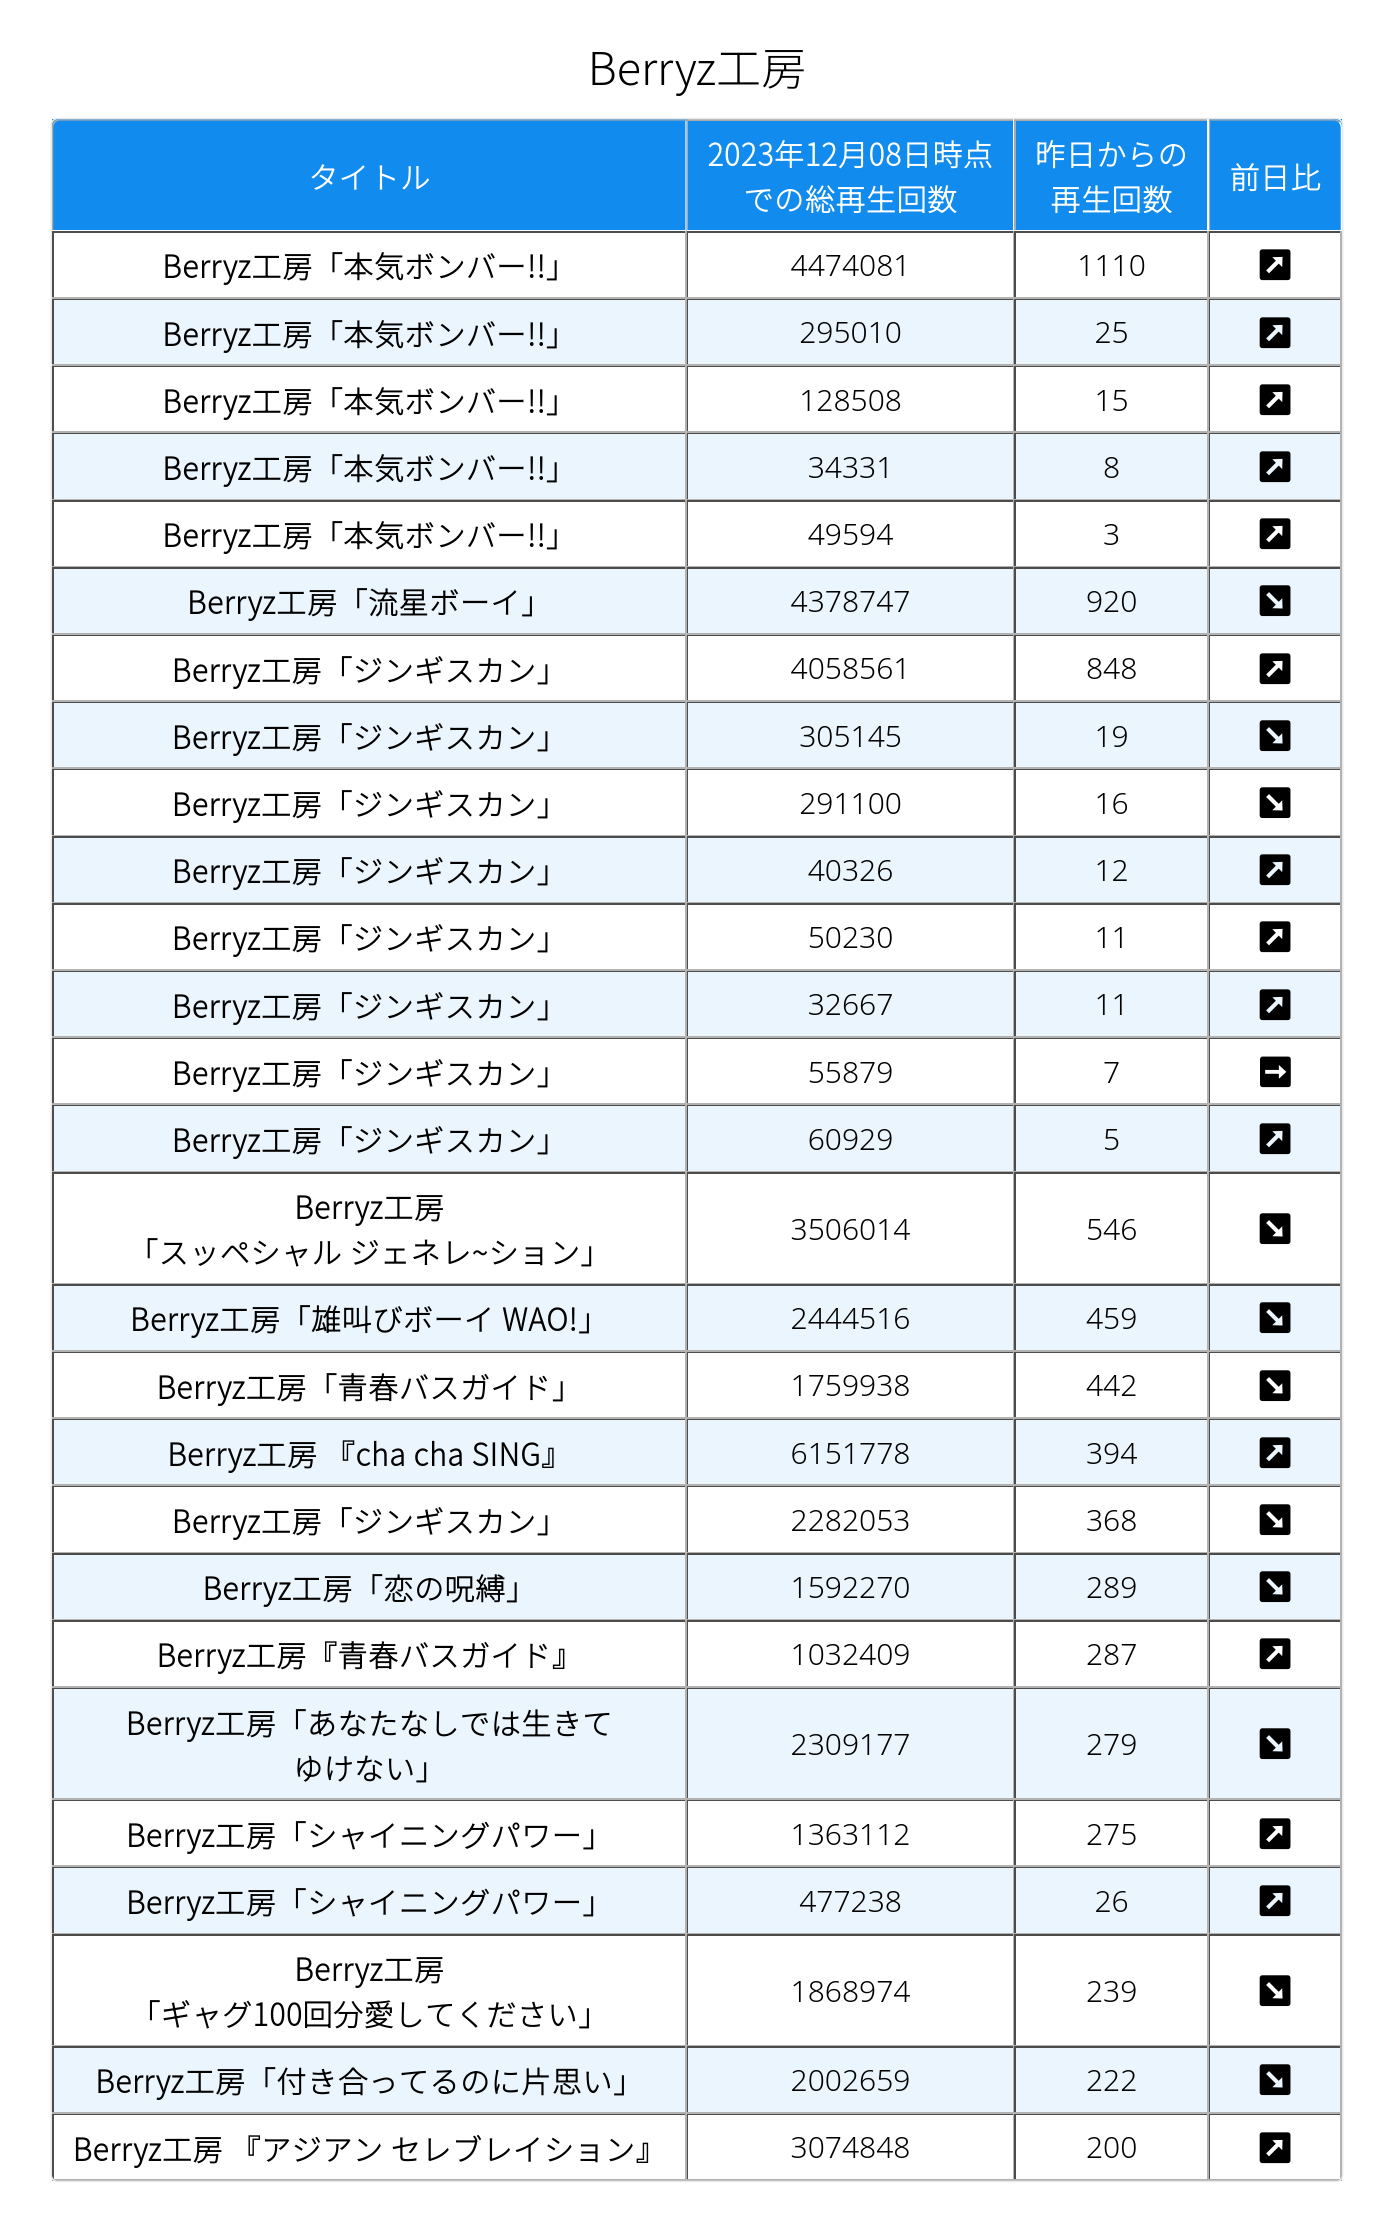 Berryz工房
タイトル 2023年12月08日時点 昨日からの 前日比
での総再生回数 再生回数
Berryz工房「本気ボンバー!!」 4474081 1110 ↗
Berryz工房「本気ボンバー!!」 295010 25 ↗
Berryz工房「本気ボンバー!!」 128508 15 ↗
Berryz工房「本気ボンバー!!」 34331 8 ↗
Berryz工房「本気ボンバー!!」 49594 3 ↗
Berryz工房「流星ボーイ」 4378747 920 ↘
Berryz工房「ジンギスカン」 4058561 848 ↗
Berryz工房「ジンギスカン」 305145 19 ↘
Berryz工房「ジンギスカン」 291100 16 ↘
Berryz工房「ジンギスカン」 40326 12 ↗
Berryz工房「ジンギスカン」 50230 11 ↗
Berryz工房「ジンギスカン」 32667 11 ↗
Berryz工房「ジンギスカン」 55879 7 →
Berryz工房「ジンギスカン」 60929 5 ↗
Berryz工房
「スッペシャル ジェネレ~ション」 3506014 546 ↘
Berryz工房「雄叫びボーイ WAO!」 2444516 459 ↘
Berryz工房「青春バスガイド」 1759938 442 ↘
Berryz工房 『cha cha SING』 6151778 394 ↗
Berryz工房「ジンギスカン」 2282053 368 ↘
Berryz工房「恋の呪縛」 1592270 289 ↘
Berryz工房『青春バスガイド』 1032409 287 ↗
Berryz工房「あなたなしでは生きて
ゆけない」 2309177 279 ↘
Berryz工房「シャイニングパワー」 1363112 275 ↗
Berryz工房「シャイニングパワー」 477238 26 ↗
Berryz工房
「ギャグ100回分愛してください」 1868974 239 ↘
Berryz工房「付き合ってるのに片思い」 2002659 222 ↘
Berryz工房 『アジアン セレブレイション』 3074848 200 ↗